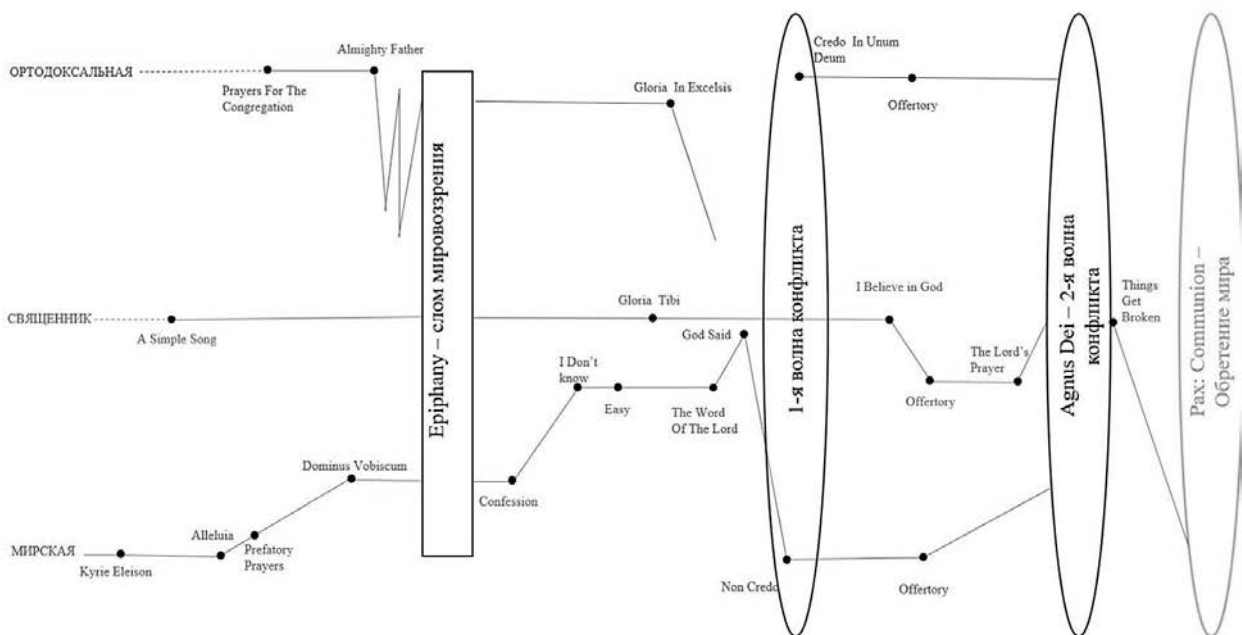 Almighty Father
ОРТОДОКСАЛЬНАЯ
Prayers For The
Congregation
Gloria In Excelsis
Credo In Unum
Deum
Offertory
Epiphany – слом мировоззрения
1-я волна конфликта
Agnus Dei – 2-я волна
конфликта
Pax: Communion –
Обретение мира
СВЯЩЕННИК
A Simple Song
Gloria Tibi
God Said
I Believe in God
Things
Get
Broken
I Don't
know
Easy
The Word
Of The Lord
Offertory
The Lord's
Prayer
Dominus Vobiscum
Confession
МИРСКАЯ
Kyrie Eleison
Alleluia
Prefatory
Prayers
Non Credo
Offertory